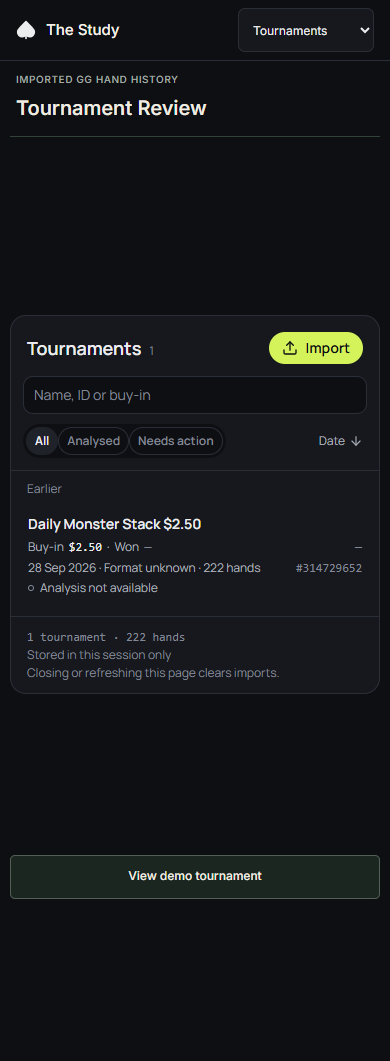 The Study
Tournaments
IMPORTED GG HAND HISTORY
Tournament Review
Tournaments 1
Import
Name, ID or buy-in
All Analysed Needs action
Date ↓
Earlier
Daily Monster Stack $2.50
Buy-in $2.50 · Won —
—
28 Sep 2026 · Format unknown · 222 hands
#314729652
Analysis not available
1 tournament · 222 hands
Stored in this session only
Closing or refreshing this page clears imports.
View demo tournament